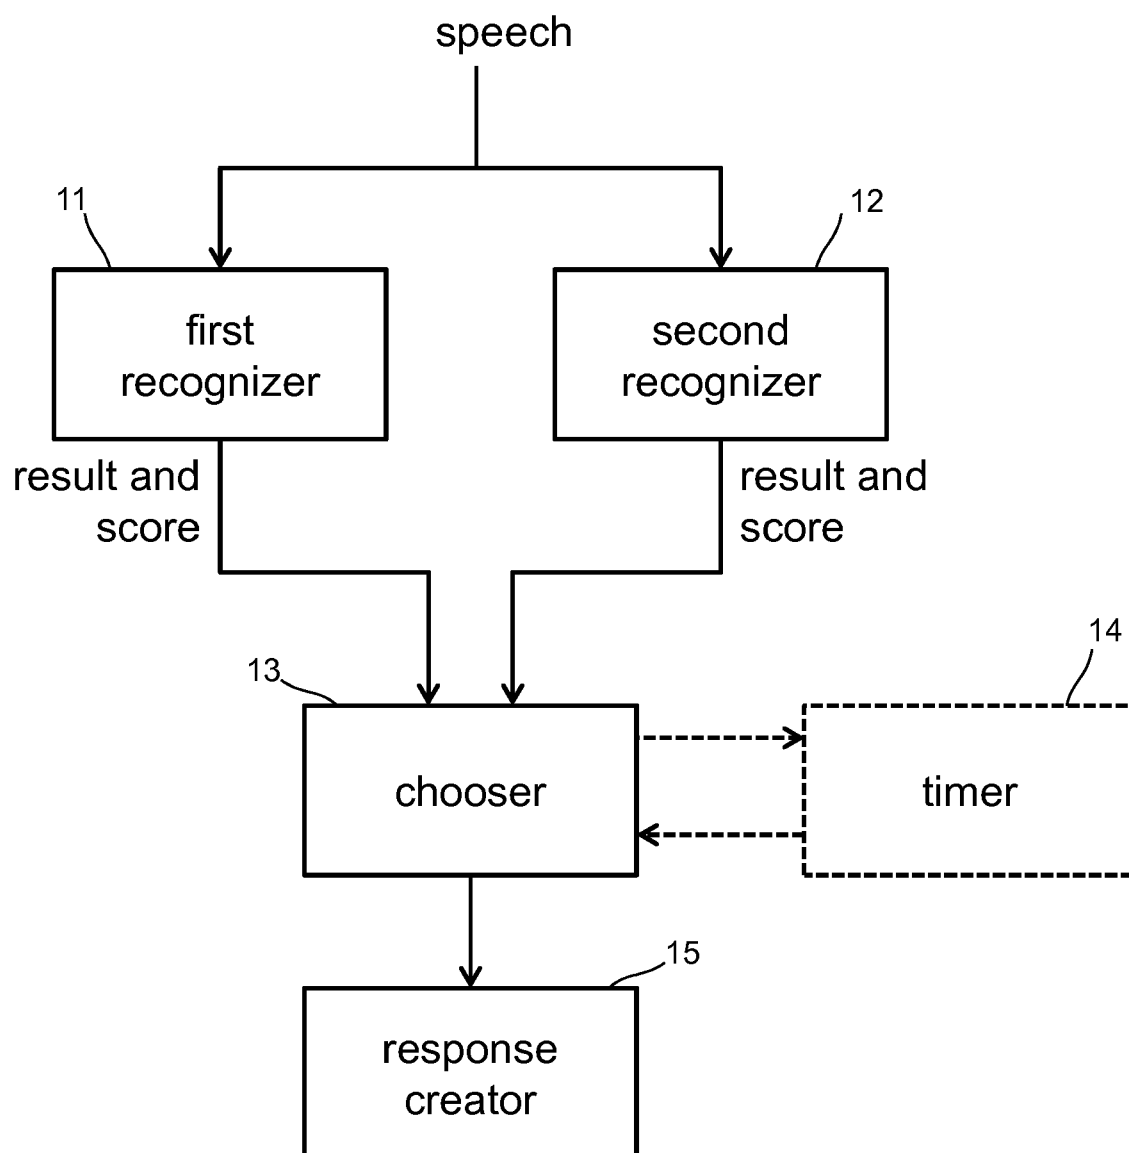 speech
11
12
first
recognizer
second
recognizer
result and
score
result and
score
13
14
chooser
timer
15
response
creator